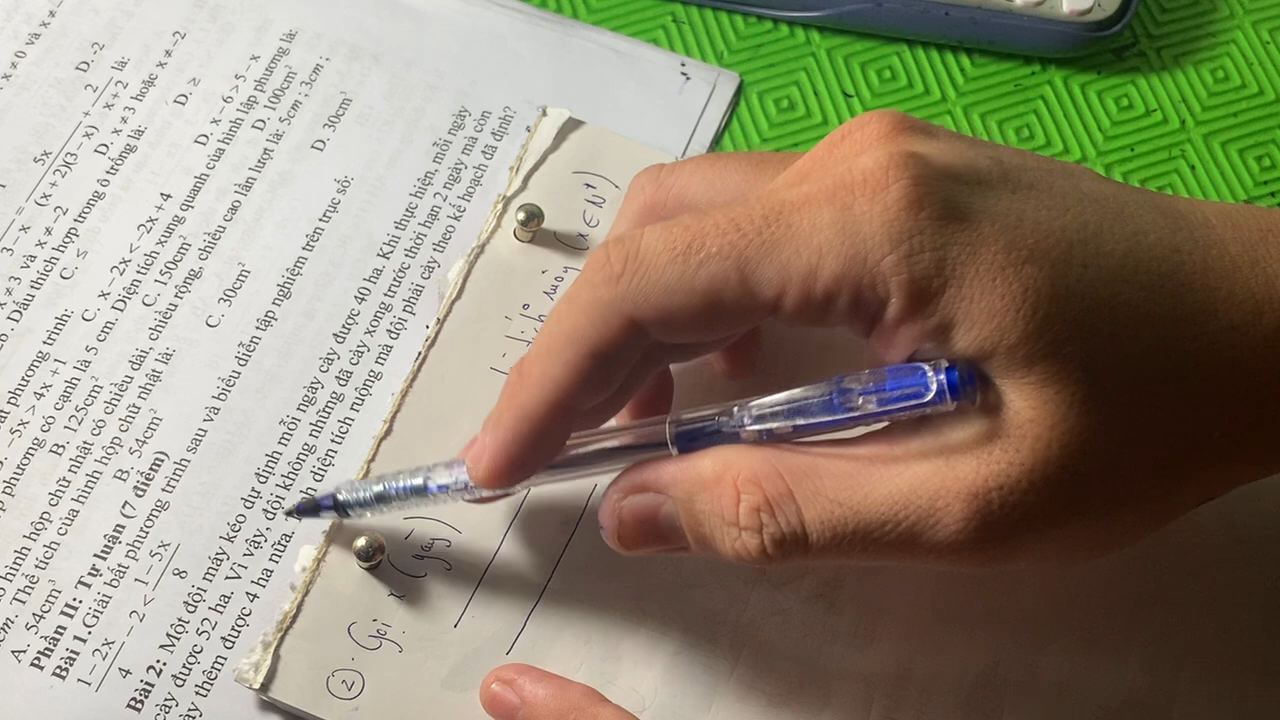 . x ≠ 0 và x ≠ -
3 - x = 5x / (x + 2)(3 - x) + 2 / x + 2 là:
D. -2
x ≠ 3 và x ≠ -2 D. x ≠ 3 hoặc x ≠ -2
6. Dấu thích hợp trong ô trống là:
C. ≤ D. ≥
ất phương trình:
-5x > 4x + 1 C. x - 2x < -2x + 4 D. x - 6 > 5 - x
p phương có cạnh là 5 cm. Diện tích xung quanh của hình lập phương là:
B. 125cm² C. 150cm² D. 100cm³
hình hộp chữ nhật có chiều dài, chiều rộng, chiều cao lần lượt là: 5cm ; 3cm ;
cm. Thể tích của hình hộp chữ nhật là:
A. 54cm³ B. 54cm² C. 30cm² D. 30cm³
Phần II: Tự luận (7 điểm)
Bài 1.Giải bất phương trình sau và biểu diễn tập nghiệm trên trục số:
1 - 2x / 4 - 2 < 1 - 5x / 8
Bài 2: Một đội máy kéo dự định mỗi ngày cày được 40 ha. Khi thực hiện, mỗi ngày
cày được 52 ha. Vì vậy, đội không những đã cày xong trước thời hạn 2 ngày mà còn
ày thêm được 4 ha nữa. diện tích ruộng mà đội phải cày theo kế hoạch đã định?
② . Gọi x tích ruộng (x ∈ N*)